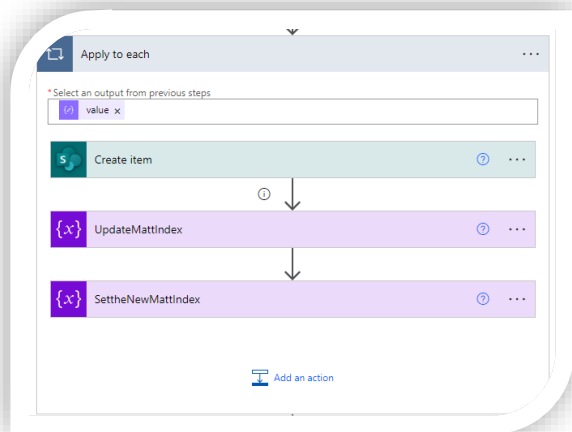 Apply to each
* Select an output from previous steps
{x} value x
S Create item
{x} UpdateMattIndex
{x} SettheNewMattIndex
Add an action